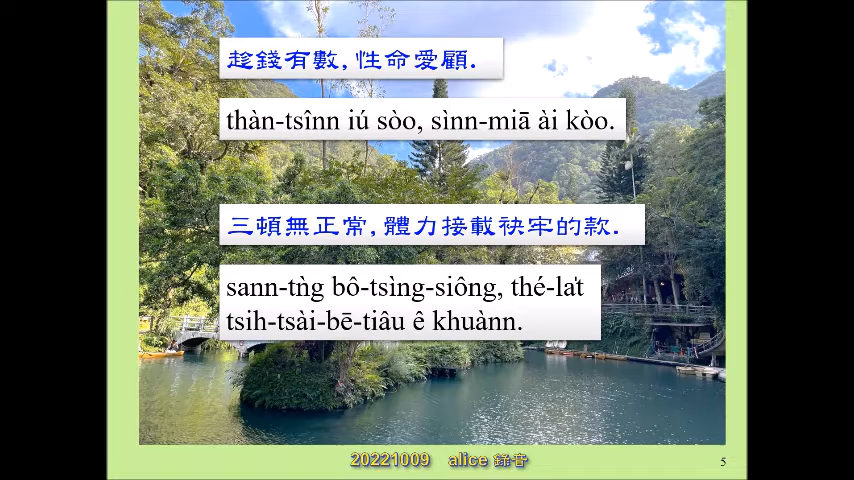 趁錢有數, 性命愛顧.
thàn-tsînn iú sòo, sìnn-miā ài kòo.
三頓無正常, 體力接載袂牢的款.
sann-tǹg bô-tsìng-siông, thé-la̍t
tsih-tsài-bē-tiâu ê khuànn.
20221009 alice 錄音
5